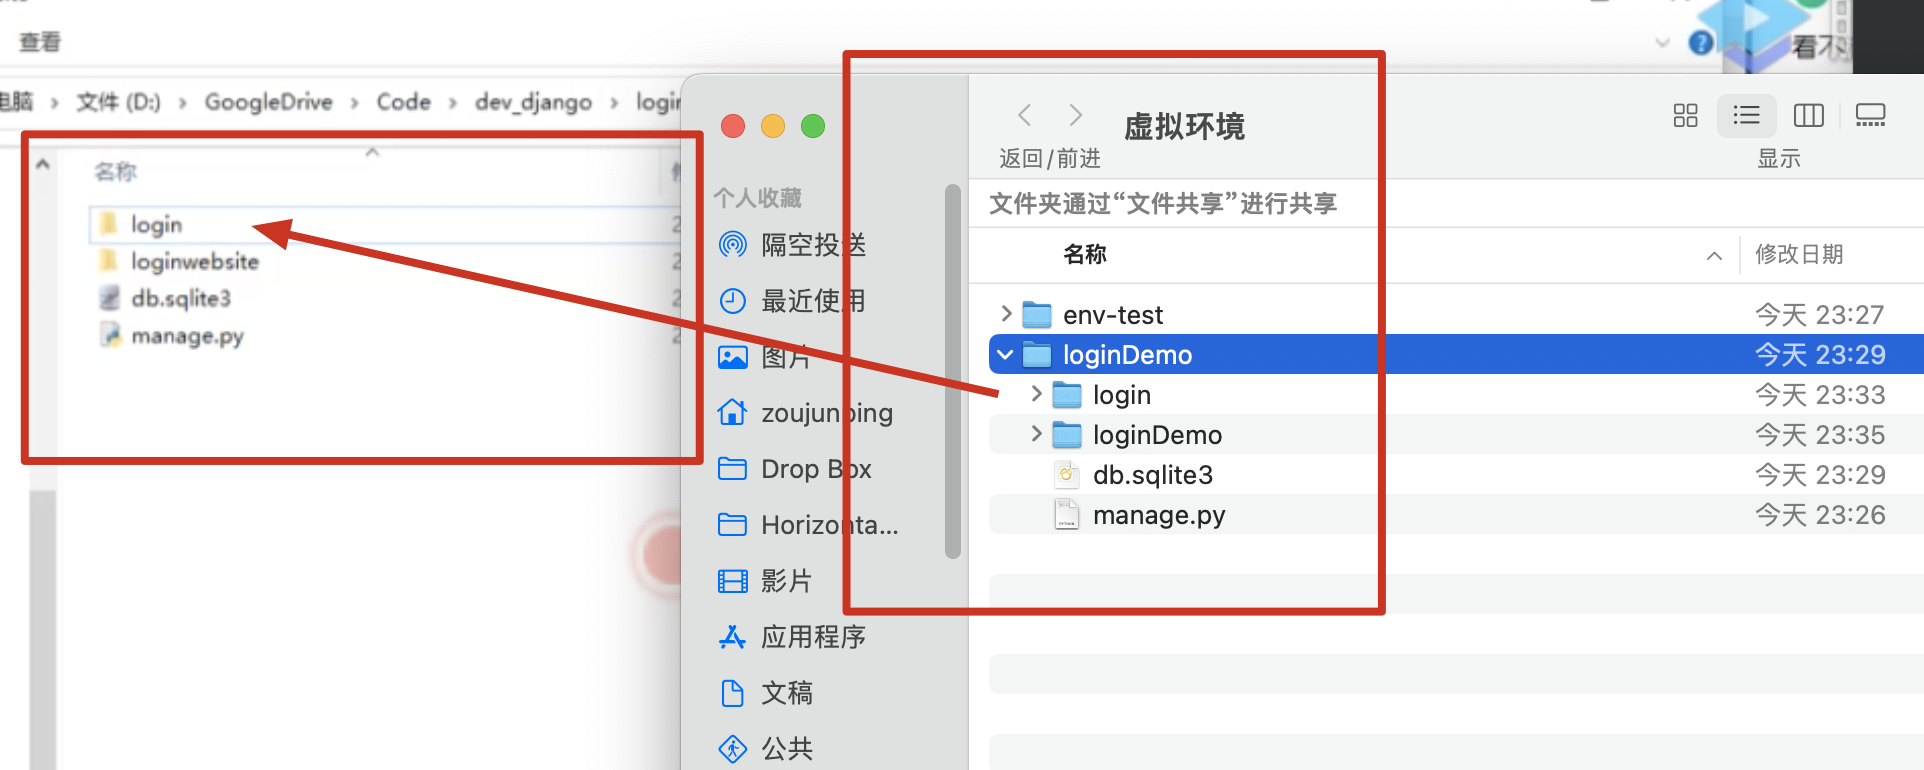 查看
看不
电脑 › 文件 (D:) › GoogleDrive › Code › dev_django ›
名称
login
loginwebsite
db.sqlite3
manage.py
虚拟环境
返回/前进
显示
个人收藏
隔空投送
最近使用
图片
zoujunping
Drop Box
Horizonta...
影片
应用程序
文稿
公共
文件夹通过“文件共享”进行共享
名称 修改日期
env-test 今天 23:27
loginDemo 今天 23:29
login 今天 23:33
loginDemo 今天 23:35
db.sqlite3 今天 23:29
manage.py 今天 23:26